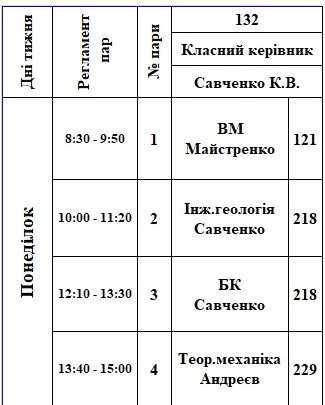 Дні тижня
Регламент
пар
№ пари
132
Класний керівник
Савченко К.В.
Понеділок
8:30 - 9:50
1
ВМ
Майстренко
121
10:00 - 11:20
2
Інж.геологія
Савченко
218
12:10 - 13:30
3
БК
Савченко
218
13:40 - 15:00
4
Теор.механіка
Андреєв
229